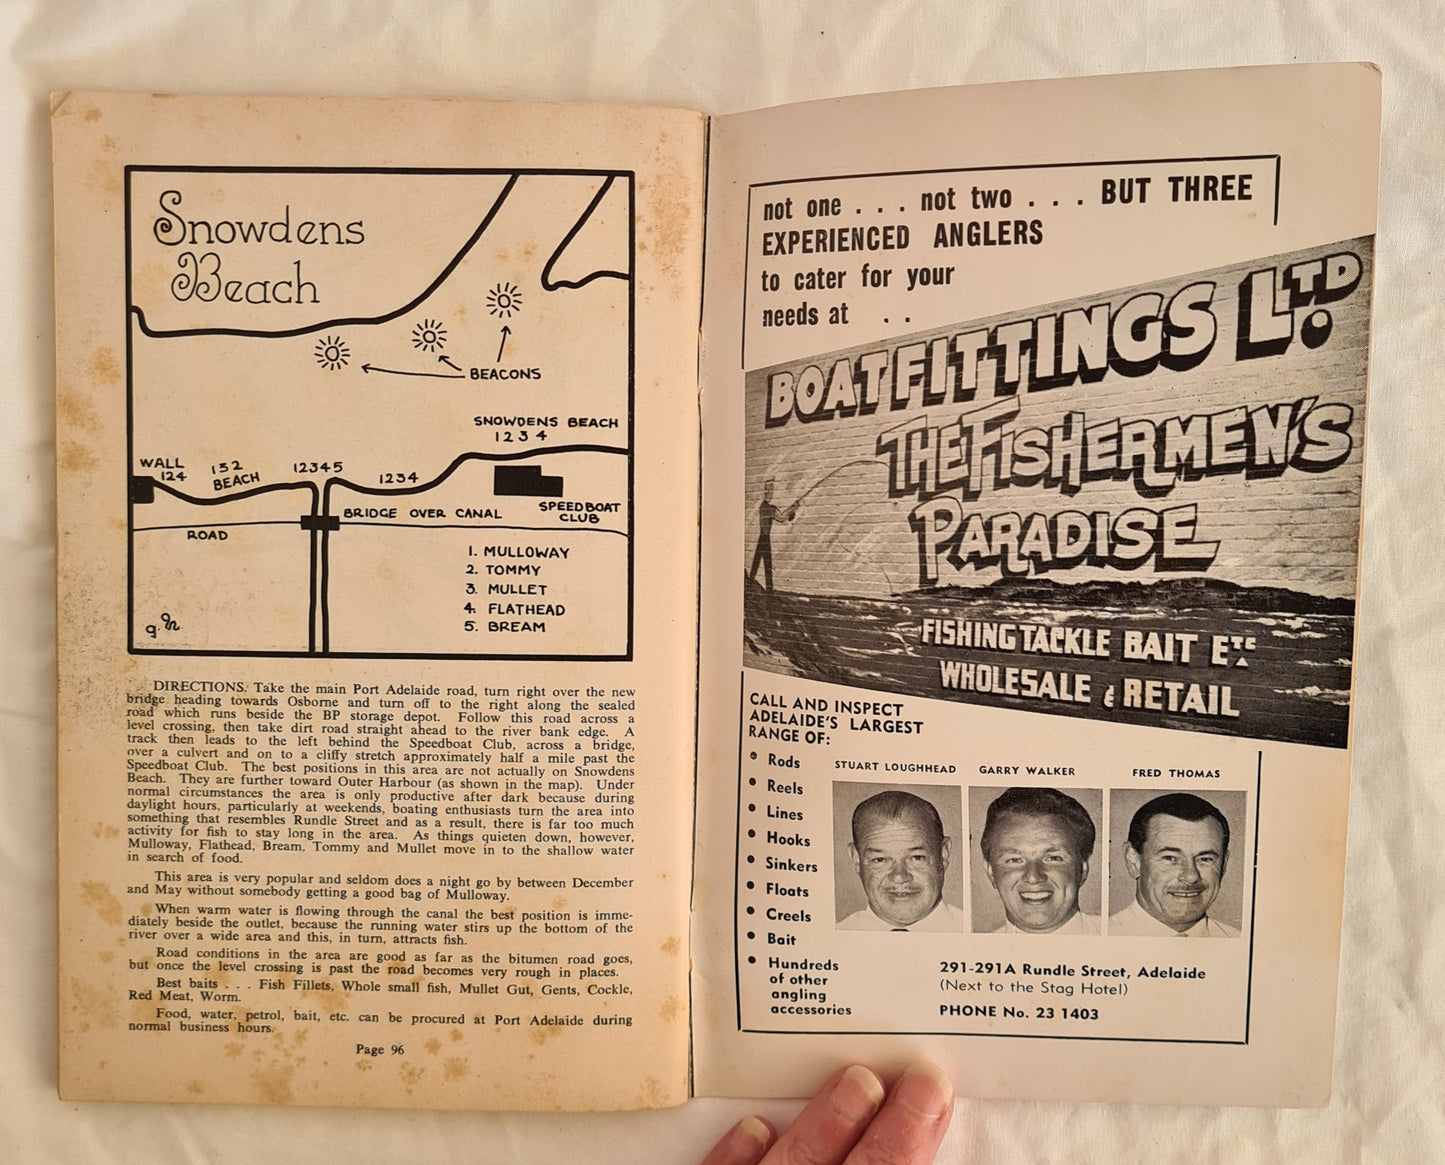 Snowdens
Beach
BEACONS
SNOWDENS BEACH
1 2 3 4
WALL
124
132
BEACH
12345
1234
BRIDGE OVER CANAL
SPEEDBOAT
CLUB
ROAD
1. MULLOWAY
2. TOMMY
3. MULLET
4. FLATHEAD
5. BREAM
DIRECTIONS. Take the main Port Adelaide road, turn right over the new
bridge heading towards Osborne and turn off to the right along the sealed
road which runs beside the BP storage depot. Follow this road across a
level crossing, then take dirt road straight ahead to the river bank edge. A
track then leads to the left behind the Speedboat Club, across a bridge,
over a culvert and on to a cliffy stretch approximately half a mile past the
Speedboat Club. The best positions in this area are not actually on Snowdens
Beach. They are further toward Outer Harbour (as shown in the map). Under
normal circumstances the area is only productive after dark because during
daylight hours, particularly at weekends, boating enthusiasts turn the area into
something that resembles Rundle Street and as a result, there is far too much
activity for fish to stay long in the area. As things quieten down, however,
Mulloway, Flathead, Bream, Tommy and Mullet move in to the shallow water
in search of food.
This area is very popular and seldom does a night go by between December
and May without somebody getting a good bag of Mulloway.
When warm water is flowing through the canal the best position is imme-
diately beside the outlet, because the running water stirs up the bottom of the
river over a wide area and this, in turn, attracts fish.
Road conditions in the area are good as far as the bitumen road goes,
but once the level crossing is past the road becomes very rough in places.
Best baits . . . Fish Fillets, Whole small fish, Mullet Gut, Gents, Cockle,
Red Meat, Worm.
Food, water, petrol, bait, etc. can be procured at Port Adelaide during
normal business hours.
Page 96
not one . . . not two . . . BUT THREE
EXPERIENCED ANGLERS
to cater for your
needs at . .
BOATFITTINGS LTD.
THE FISHERMEN'S
PARADISE
FISHING TACKLE BAIT ETC
WHOLESALE & RETAIL
CALL AND INSPECT
ADELAIDE'S LARGEST
RANGE OF:
• Rods
• Reels
• Lines
• Hooks
• Sinkers
• Floats
• Creels
• Bait
• Hundreds
of other
angling
accessories
STUART LOUGHHEAD GARRY WALKER FRED THOMAS
291-291A Rundle Street, Adelaide
(Next to the Stag Hotel)
PHONE No. 23 1403